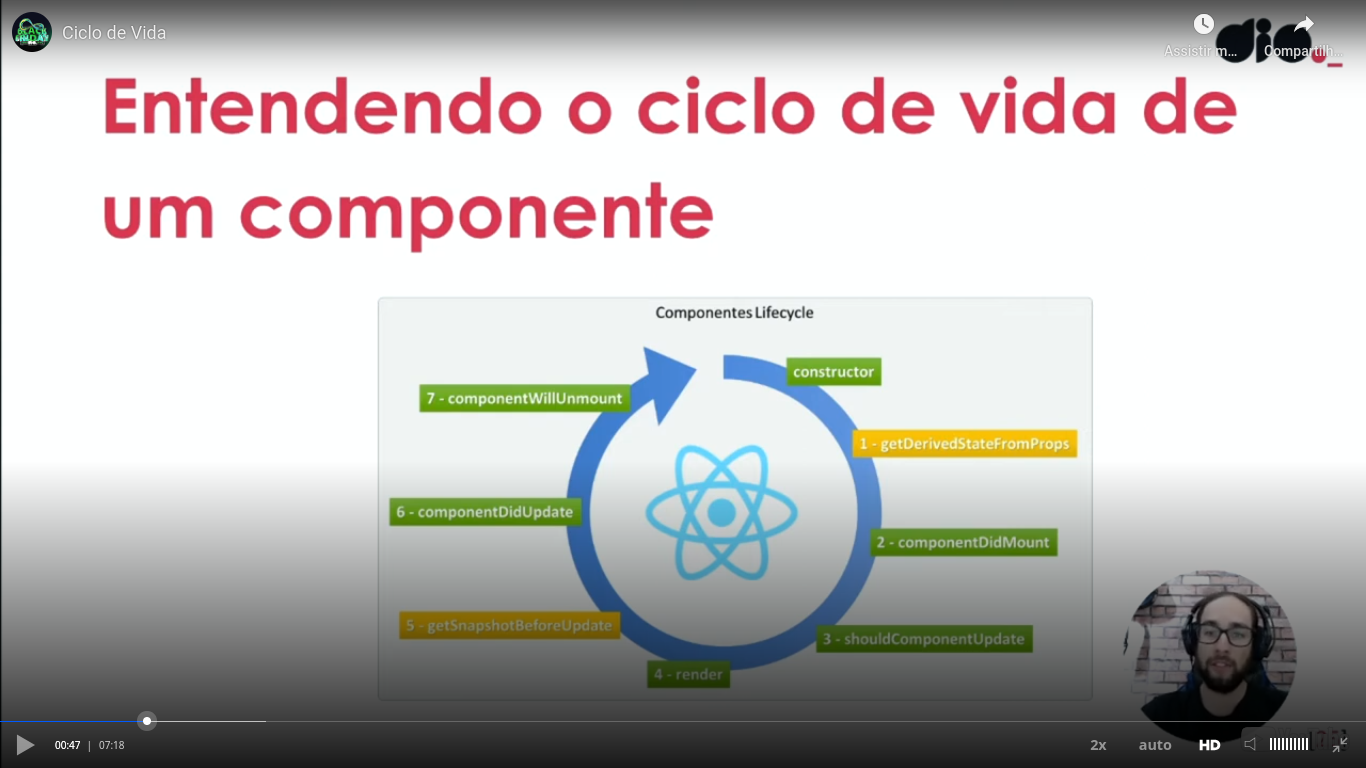 Ciclo de Vida
Assistir m...
Compartilh...
dio_
Entendendo o ciclo de vida de
um componente
Componentes Lifecycle
constructor
7 - componentWillUnmount
1 - getDerivedStateFromProps
6 - componentDidUpdate
2 - componentDidMount
5 - getSnapshotBeforeUpdate
3 - shouldComponentUpdate
4 - render
00:47 | 07:18
2x auto HD